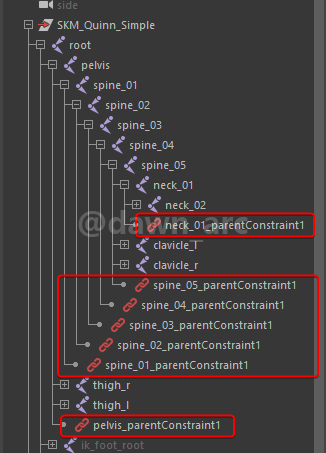 side
SKM_Quinn_Simple
root
pelvis
spine_01
spine_02
spine_03
spine_04
spine_05
neck_01
neck_02
@dawn_arc
neck_01_parentConstraint1
clavicle_l
clavicle_r
spine_05_parentConstraint1
spine_04_parentConstraint1
spine_03_parentConstraint1
spine_02_parentConstraint1
spine_01_parentConstraint1
thigh_r
thigh_l
pelvis_parentConstraint1
ik_foot_root